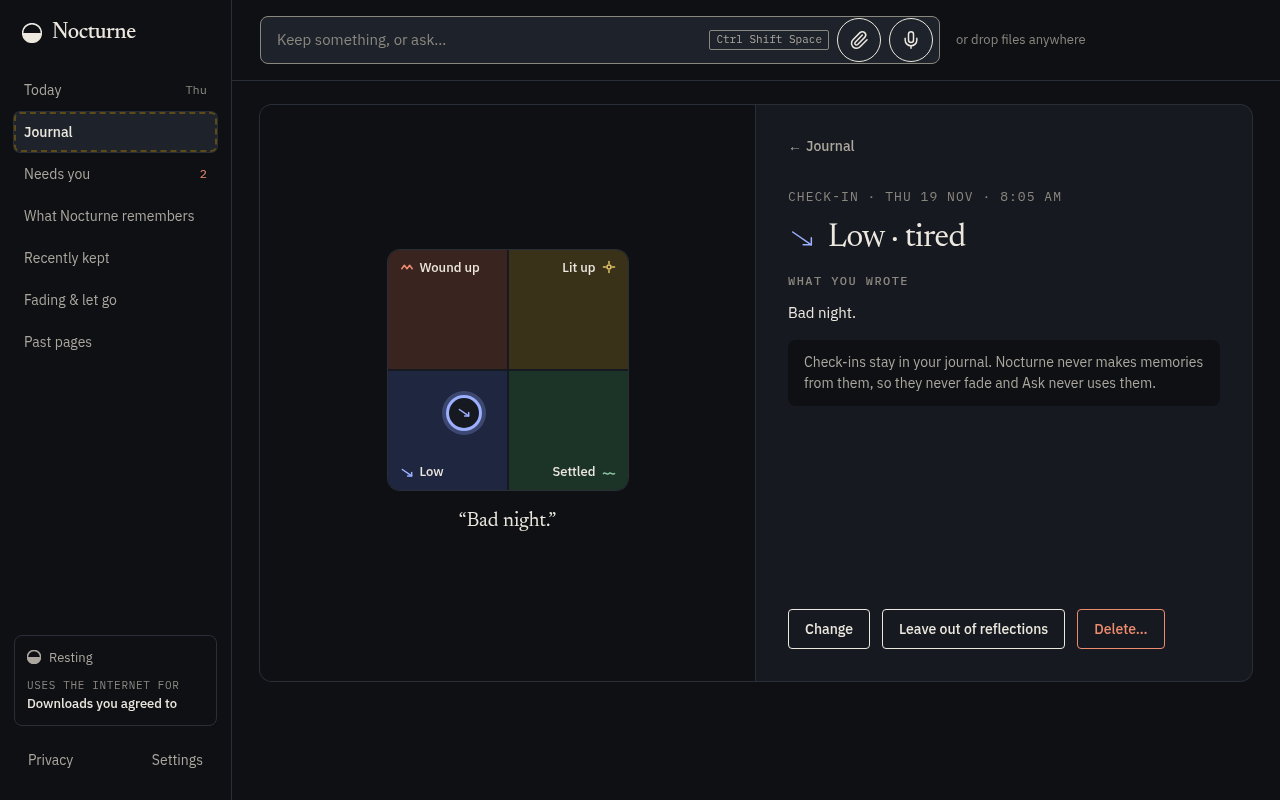 Nocturne
Keep something, or ask...
Ctrl Shift Space
or drop files anywhere
Today
Thu
Journal
Needs you
2
What Nocturne remembers
Recently kept
Fading & let go
Past pages
Wound up
Lit up
Low
Settled
“Bad night.”
← Journal
CHECK-IN · THU 19 NOV · 8:05 AM
Low · tired
WHAT YOU WROTE
Bad night.
Check-ins stay in your journal. Nocturne never makes memories
from them, so they never fade and Ask never uses them.
Change
Leave out of reflections
Delete...
Resting
USES THE INTERNET FOR
Downloads you agreed to
Privacy
Settings